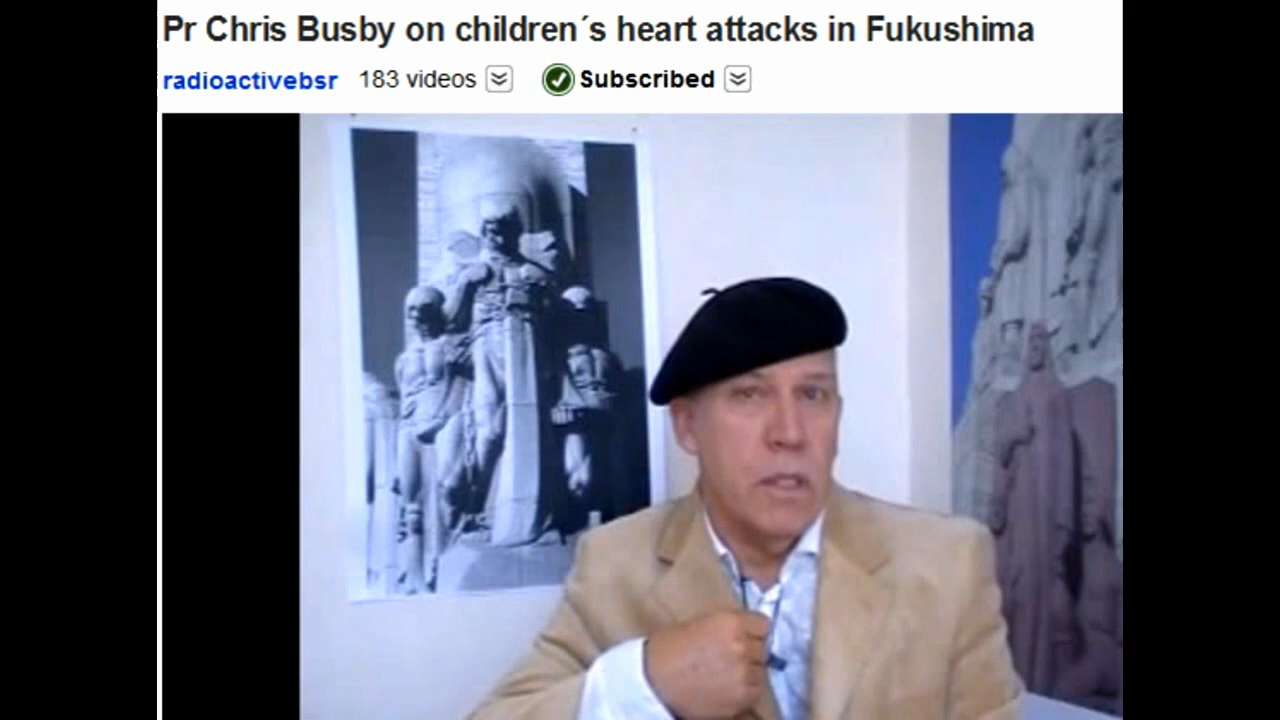 Pr Chris Busby on children´s heart attacks in Fukushima
radioactivebsr 183 videos Subscribed